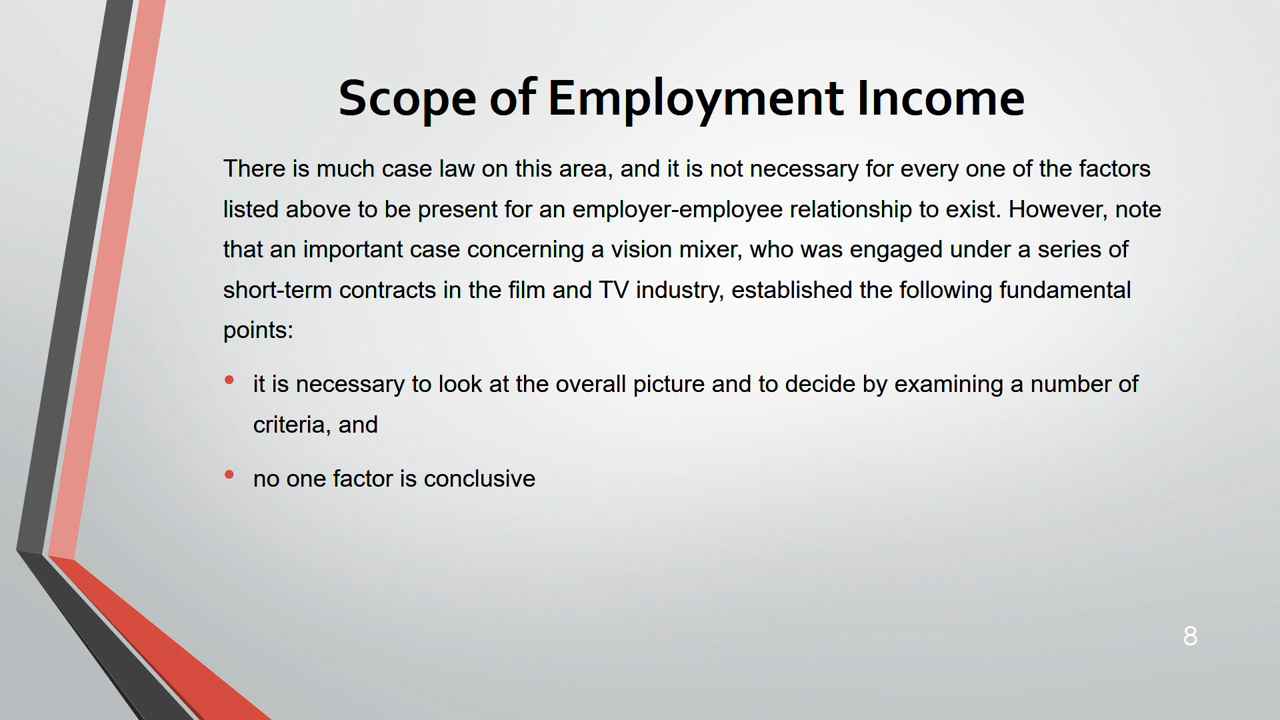 Scope of Employment Income
There is much case law on this area, and it is not necessary for every one of the factors
listed above to be present for an employer-employee relationship to exist. However, note
that an important case concerning a vision mixer, who was engaged under a series of
short-term contracts in the film and TV industry, established the following fundamental
points:
• it is necessary to look at the overall picture and to decide by examining a number of
criteria, and
• no one factor is conclusive
8